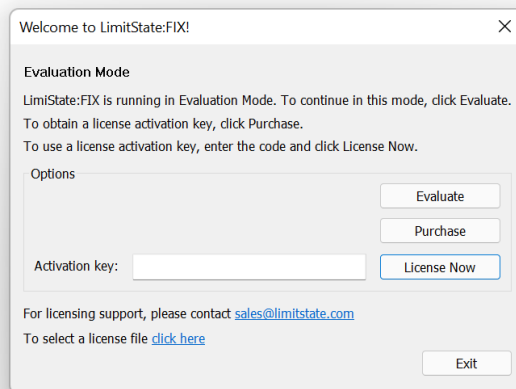 Welcome to LimitState:FIX!
Evaluation Mode
LimiState:FIX is running in Evaluation Mode. To continue in this mode, click Evaluate.
To obtain a license activation key, click Purchase.
To use a license activation key, enter the code and click License Now.
Options
Evaluate
Purchase
Activation key:
License Now
For licensing support, please contact sales@limitstate.com
To select a license file click here
Exit